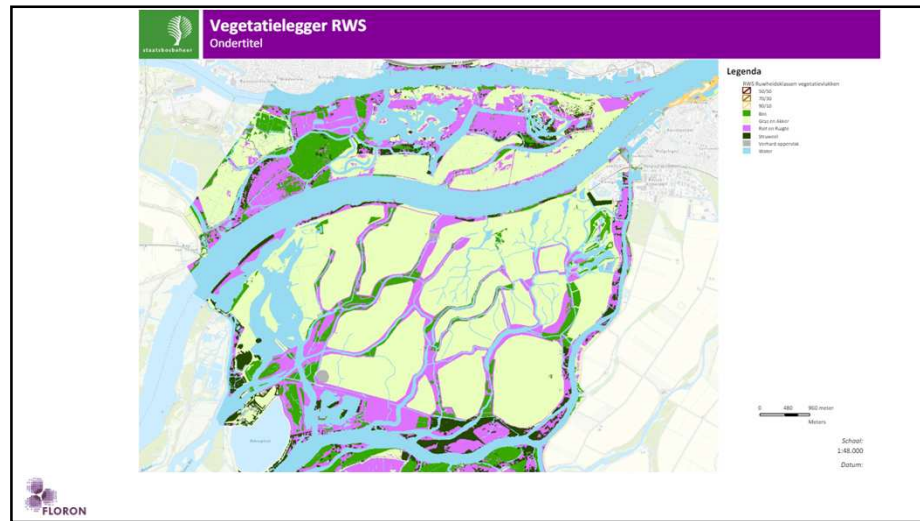 staatsbosbeheer
Vegetatielegger RWS
Ondertitel
Legenda
RWS Ruwheidsklassen vegetatievlakken
50/50
70/30
90/10
Bos
Gras en Akker
Riet en Ruigte
Struweel
Verhard oppervlak
Water
0 480 960 meter
Meters
Schaal:
1:48.000
Datum:
FLORON